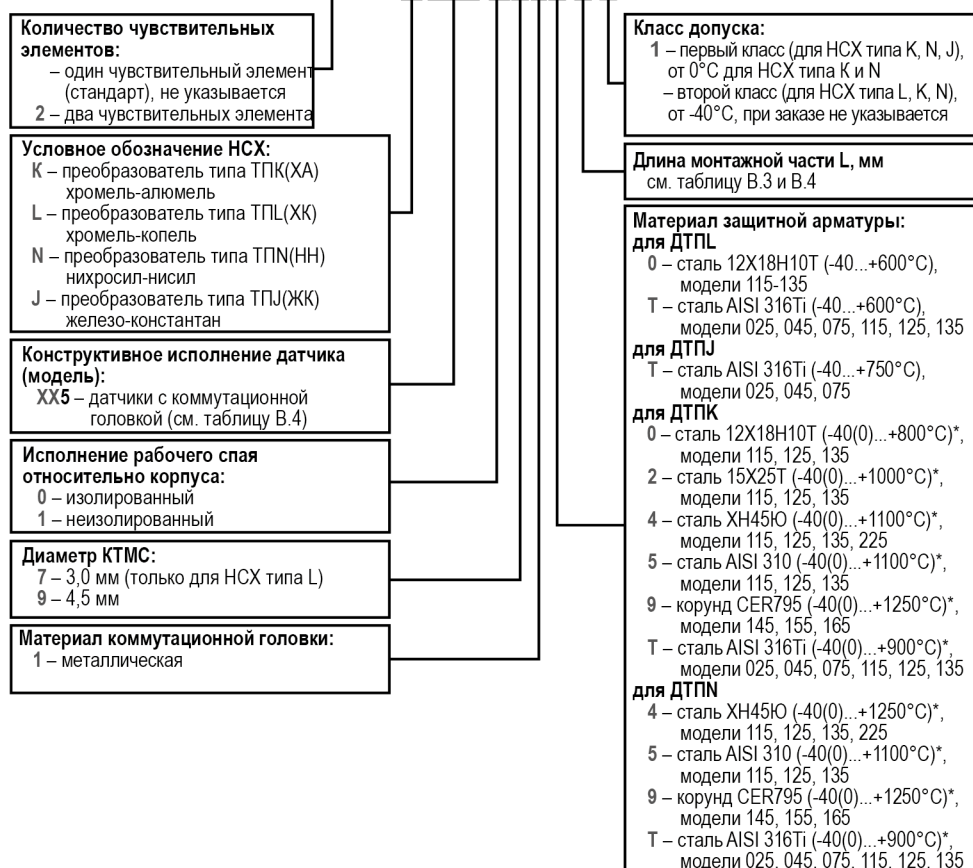 Количество чувствительных
элементов:
– один чувствительный элемент
(стандарт), не указывается
2 – два чувствительных элемента
Условное обозначение НСХ:
K – преобразователь типа ТПК(ХА)
хромель-алюмель
L – преобразователь типа ТПL(ХК)
хромель-копель
N – преобразователь типа ТПN(НН)
нихросил-нисил
J – преобразователь типа ТПJ(ЖК)
железо-константан
Конструктивное исполнение датчика
(модель):
XX5 – датчики с коммутационной
головкой (см. таблицу В.4)
Исполнение рабочего спая
относительно корпуса:
0 – изолированный
1 – неизолированный
Диаметр КТМС:
7 – 3,0 мм (только для НСХ типа L)
9 – 4,5 мм
Материал коммутационной головки:
1 – металлическая
Класс допуска:
1 – первый класс (для НСХ типа K, N, J),
от 0°С для НСХ типа K и N
– второй класс (для НСХ типа L, K, N),
от -40°С, при заказе не указывается
Длина монтажной части L, мм
см. таблицу В.3 и В.4
Материал защитной арматуры:
для ДТПL
0 – сталь 12Х18Н10Т (-40...+600°С),
модели 115-135
T – сталь AISI 316Ti (-40...+600°С),
модели 025, 045, 075, 115, 125, 135
для ДТПJ
T – сталь AISI 316Ti (-40...+750°С),
модели 025, 045, 075
для ДТПК
0 – сталь 12Х18Н10Т (-40(0)...+800°С)*,
модели 115, 125, 135
2 – сталь 15Х25Т (-40(0)...+1000°С)*,
модели 115, 125, 135
4 – сталь ХН45Ю (-40(0)...+1100°С)*,
модели 115, 125, 135, 225
5 – сталь AISI 310 (-40(0)...+1100°С)*,
модели 115, 125, 135
9 – корунд CER795 (-40(0)...+1250°С)*,
модели 145, 155, 165
T – сталь AISI 316Ti (-40(0)...+900°С)*,
модели 025, 045, 075, 115, 125, 135
для ДТПN
4 – сталь ХН45Ю (-40(0)...+1250°С)*,
модели 115, 125, 135, 225
5 – сталь AISI 310 (-40(0)...+1100°С)*,
модели 115, 125, 135
9 – корунд CER795 (-40(0)...+1250°С)*,
модели 145, 155, 165
T – сталь AISI 316Ti (-40(0)...+900°С)*,
модели 025, 045, 075, 115, 125, 135